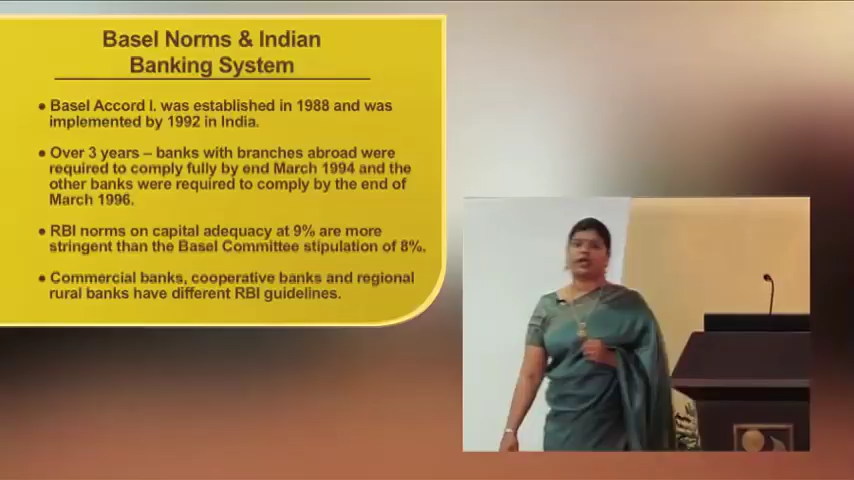 Basel Norms & Indian
Banking System
● Basel Accord I. was established in 1988 and was
implemented by 1992 in India.
● Over 3 years – banks with branches abroad were
required to comply fully by end March 1994 and the
other banks were required to comply by the end of
March 1996.
● RBI norms on capital adequacy at 9% are more
stringent than the Basel Committee stipulation of 8%.
● Commercial banks, cooperative banks and regional
rural banks have different RBI guidelines.